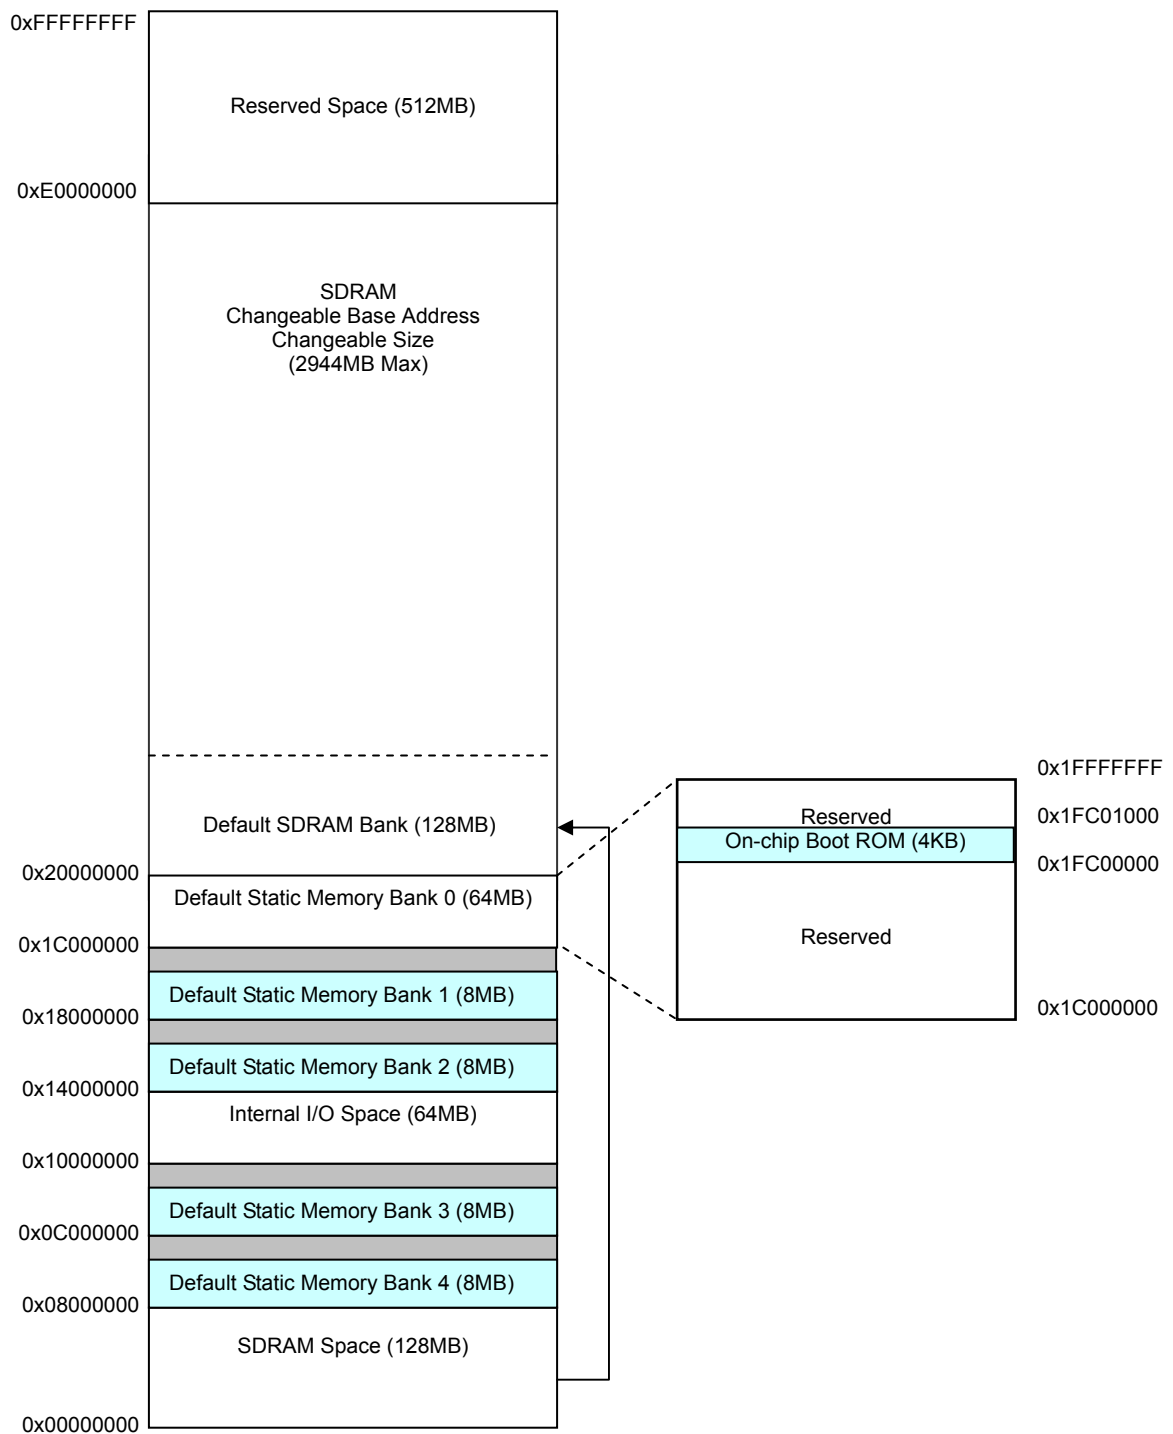 0xFFFFFFFF
Reserved Space (512MB)
0xE0000000
SDRAM
Changeable Base Address
Changeable Size
(2944MB Max)
0x1FFFFFFF
Reserved
0x1FC01000
Default SDRAM Bank (128MB)
On-chip Boot ROM (4KB)
0x1FC00000
0x20000000
Default Static Memory Bank 0 (64MB)
Reserved
0x1C000000
Default Static Memory Bank 1 (8MB)
0x1C000000
0x18000000
Default Static Memory Bank 2 (8MB)
0x14000000
Internal I/O Space (64MB)
0x10000000
Default Static Memory Bank 3 (8MB)
0x0C000000
Default Static Memory Bank 4 (8MB)
0x08000000
SDRAM Space (128MB)
0x00000000